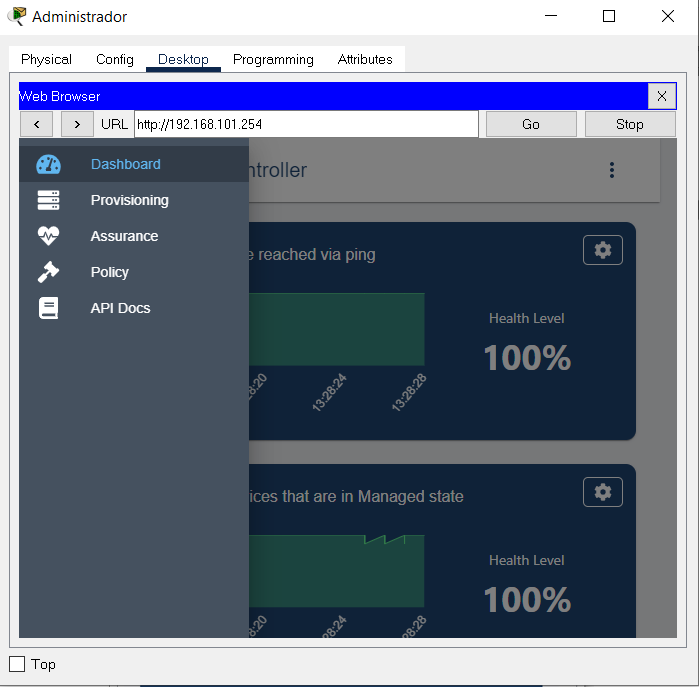 Administrador
Physical Config Desktop Programming Attributes
Web Browser X
< > URL http://192.168.101.254 Go Stop
Dashboard
ntroller
Provisioning
Assurance
Policy
API Docs
e reached via ping
Health Level
100%
:28:20 13:28:24 13:28:28
ices that are in Managed state
Health Level
100%
:20 :28:24 13:28:28
Top